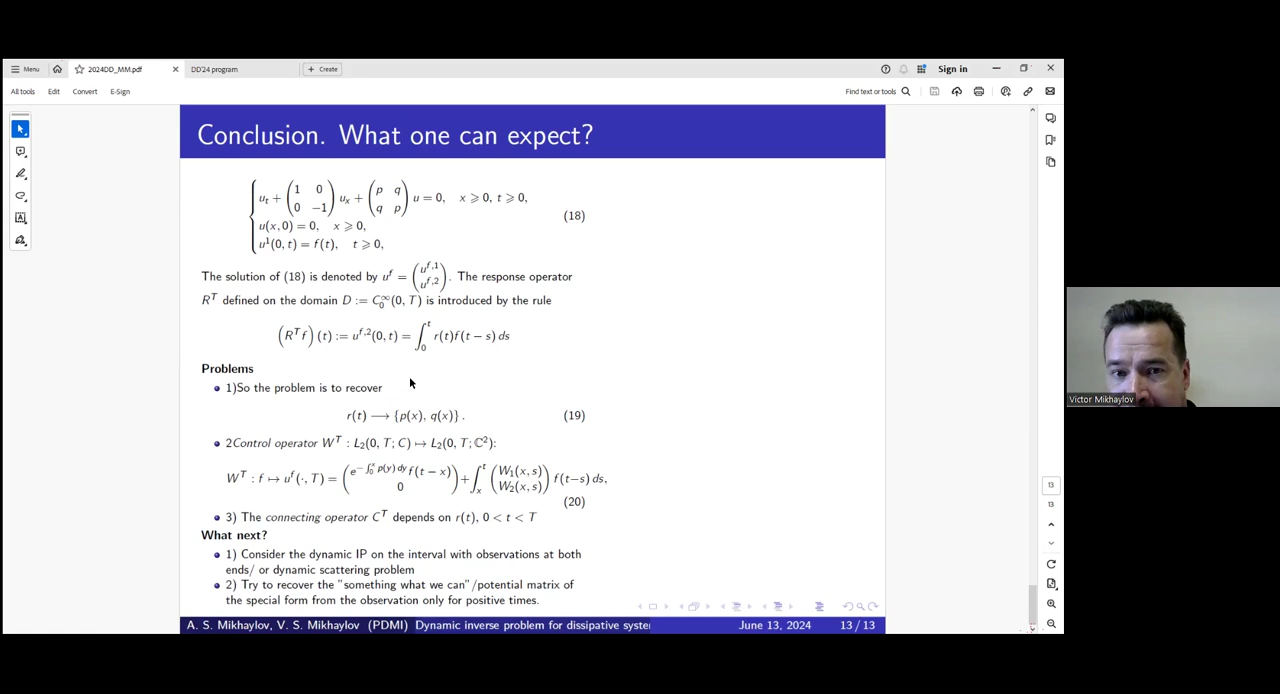 Menu
2024DD_MM.pdf
DD'24 program
+ Create
Sign in
All tools Edit Convert E-Sign
Find text or tools
Conclusion. What one can expect?
{ u_t + (1 0; 0 −1) u_x + (p q; q p) u = 0, x ⩾ 0, t ⩾ 0,
u(x, 0) = 0, x ⩾ 0,
u^1(0, t) = f(t), t ⩾ 0,
(18)
The solution of (18) is denoted by u^f = (u^{f,1}; u^{f,2}). The response operator
R^T defined on the domain D := C_0^∞(0, T) is introduced by the rule
(R^T f)(t) := u^{f,2}(0, t) = ∫_0^t r(t)f(t − s) ds
Problems
1)So the problem is to recover
r(t) ⟶ {p(x), q(x)}. (19)
2Control operator W^T : L_2(0, T; C) ↦ L_2(0, T; ℂ^2):
W^T : f ↦ u^f(·, T) = (e^{−∫_0^x p(y) dy} f(t − x); 0) + ∫_x^t (W_1(x, s); W_2(x, s)) f(t−s) ds,
(20)
3) The connecting operator C^T depends on r(t), 0 < t < T
What next?
1) Consider the dynamic IP on the interval with observations at both
ends/ or dynamic scattering problem
2) Try to recover the "something what we can"/potential matrix of
the special form from the observation only for positive times.
A. S. Mikhaylov, V. S. Mikhaylov (PDMI) Dynamic inverse problem for dissipative syste June 13, 2024 13 / 13
13
13
Victor Mikhaylov